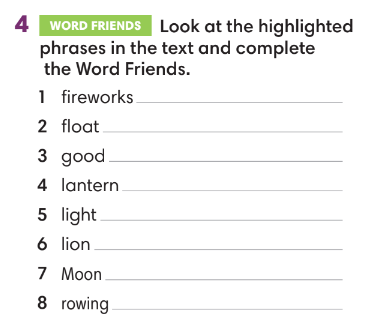 4 WORD FRIENDS Look at the highlighted
phrases in the text and complete
the Word Friends.
1 fireworks
2 float
3 good
4 lantern
5 light
6 lion
7 Moon
8 rowing